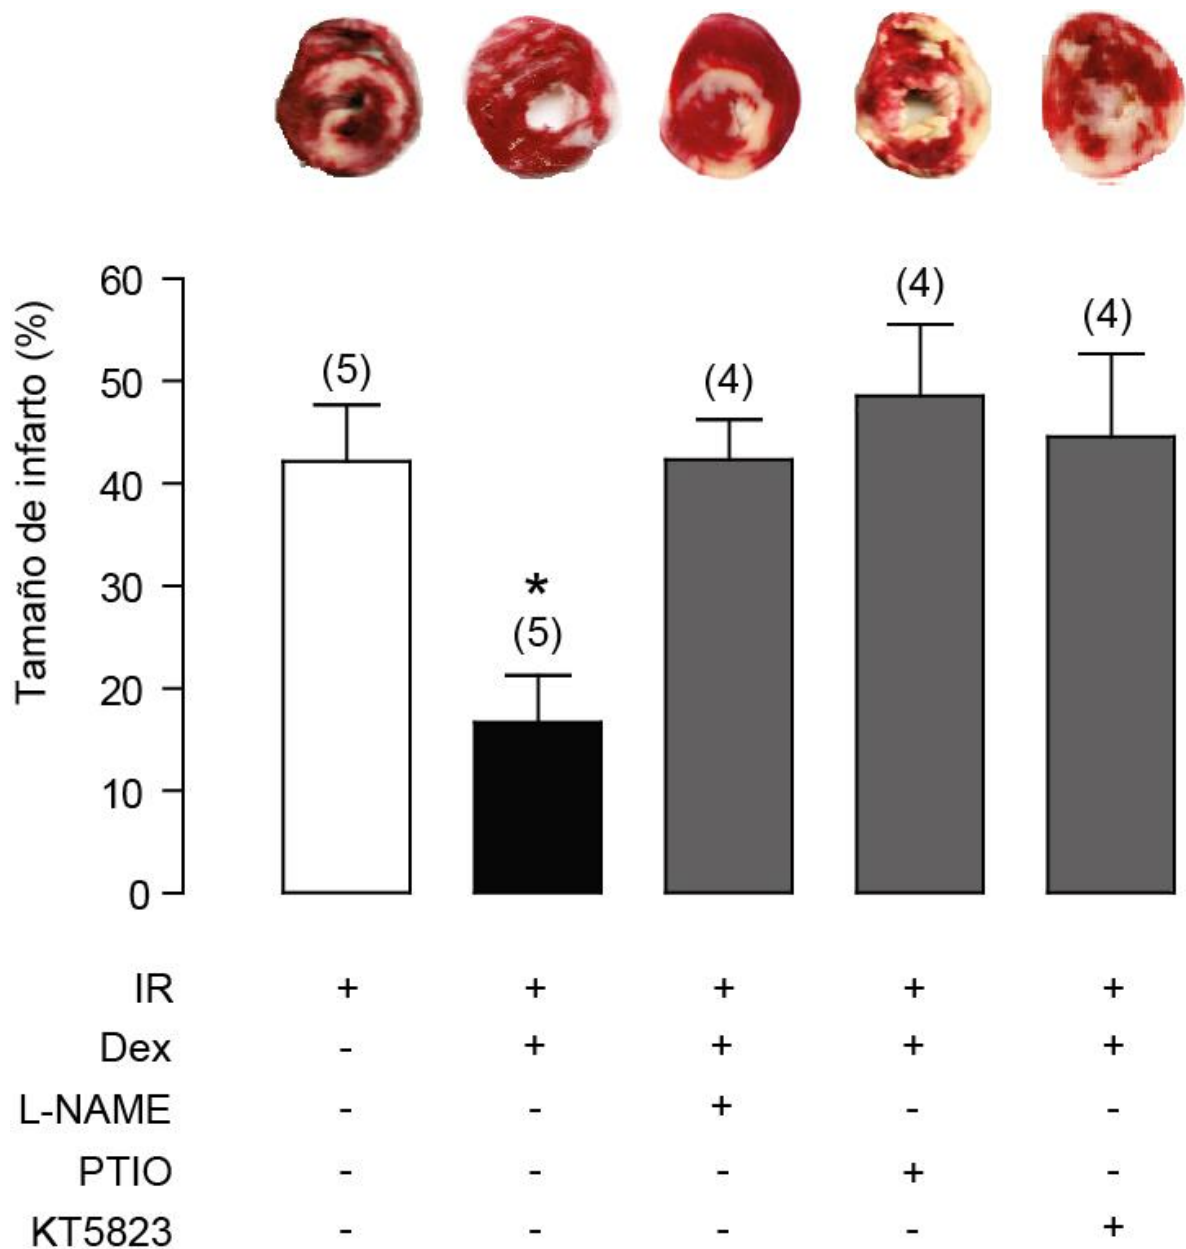 Tamaño de infarto (%)
60
50
40
30
20
10
0
(5)
*
(5)
(4)
(4)
(4)
IR + + + + +
Dex - + + + +
L-NAME - - + - -
PTIO - - - + -
KT5823 - - - - +